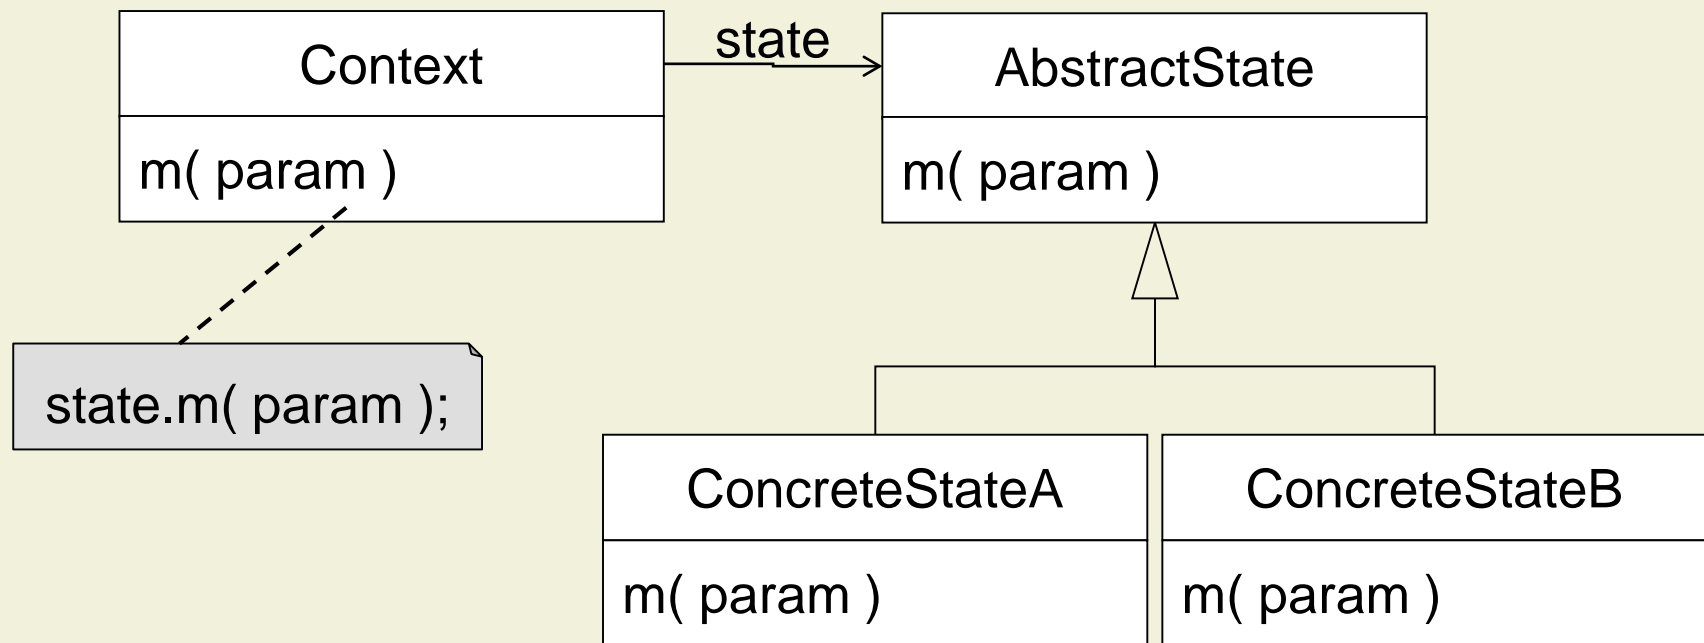 Context
m( param )
state
AbstractState
m( param )
state.m( param );
ConcreteStateA
m( param )
ConcreteStateB
m( param )